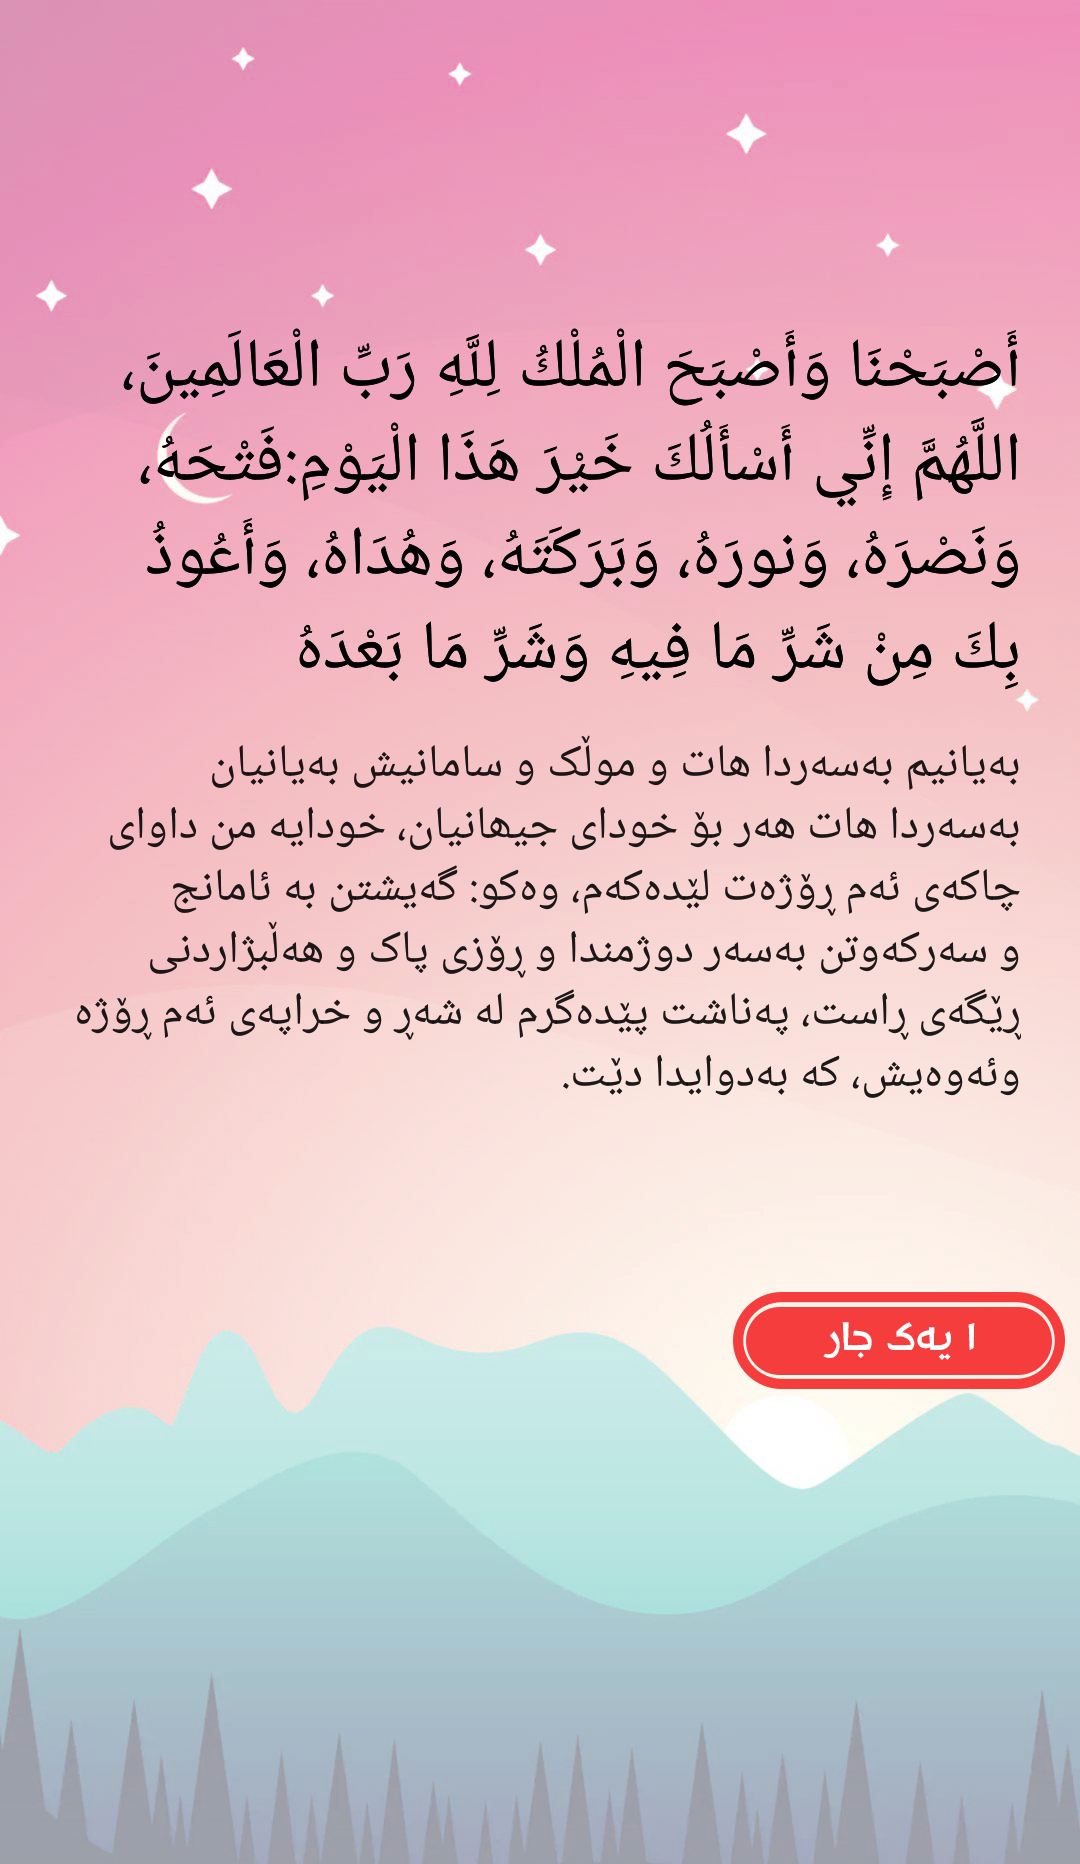 أَصْبَحْنَا وَأَصْبَحَ الْمُلْكُ لِلَّهِ رَبِّ الْعَالَمِينَ،
اللَّهُمَّ إِنِّي أَسْأَلُكَ خَيْرَ هَذَا الْيَوْمِ:فَتْحَهُ،
وَنَصْرَهُ، وَنورَهُ، وَبَرَكَتَهُ، وَهُدَاهُ، وَأَعُوذُ
بِكَ مِنْ شَرِّ مَا فِيهِ وَشَرِّ مَا بَعْدَهُ
بەیانیم بەسەردا هات و موڵک و سامانیش بەیانیان
بەسەردا هات هەر بۆ خودای جیهانیان، خودایە من داوای
چاکەی ئەم ڕۆژەت لێدەکەم، وەکو: گەیشتن بە ئامانج
و سەرکەوتن بەسەر دوژمندا و ڕۆزی پاک و هەڵبژاردنی
ڕێگەی ڕاست، پەناشت پێدەگرم لە شەڕ و خراپەی ئەم ڕۆژە
وئەوەیش، کە بەدوایدا دێت.
١ یەک جار